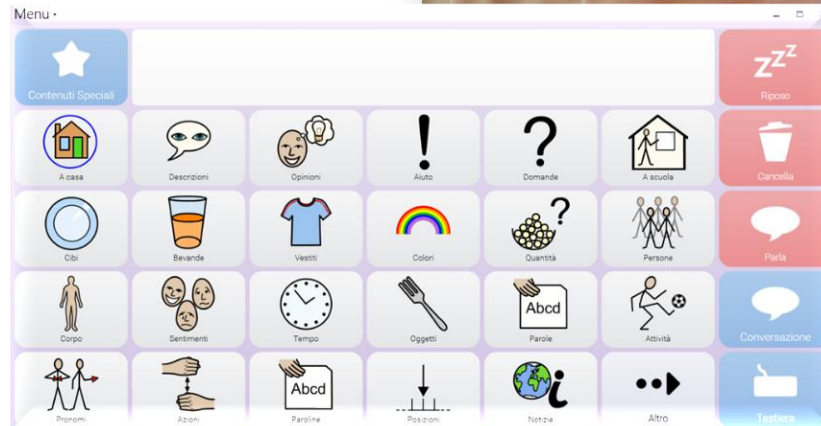 Menu
Contenuti Speciali
zZZ
Riposo
A casa
Descrizioni
Opinioni
! Aiuto
? Domande
A scuola
Cancella
Cibi
Bevande
Vestiti
Colori
? Quantità
Persone
Parla
Corpo
Sentimenti
Tempo
Oggetti
Abcd
Parole
Attività
Conversazione
Pronomi
Azioni
Abcd
Paroline
Posizioni
i
Notizie
Altro
Tastiera